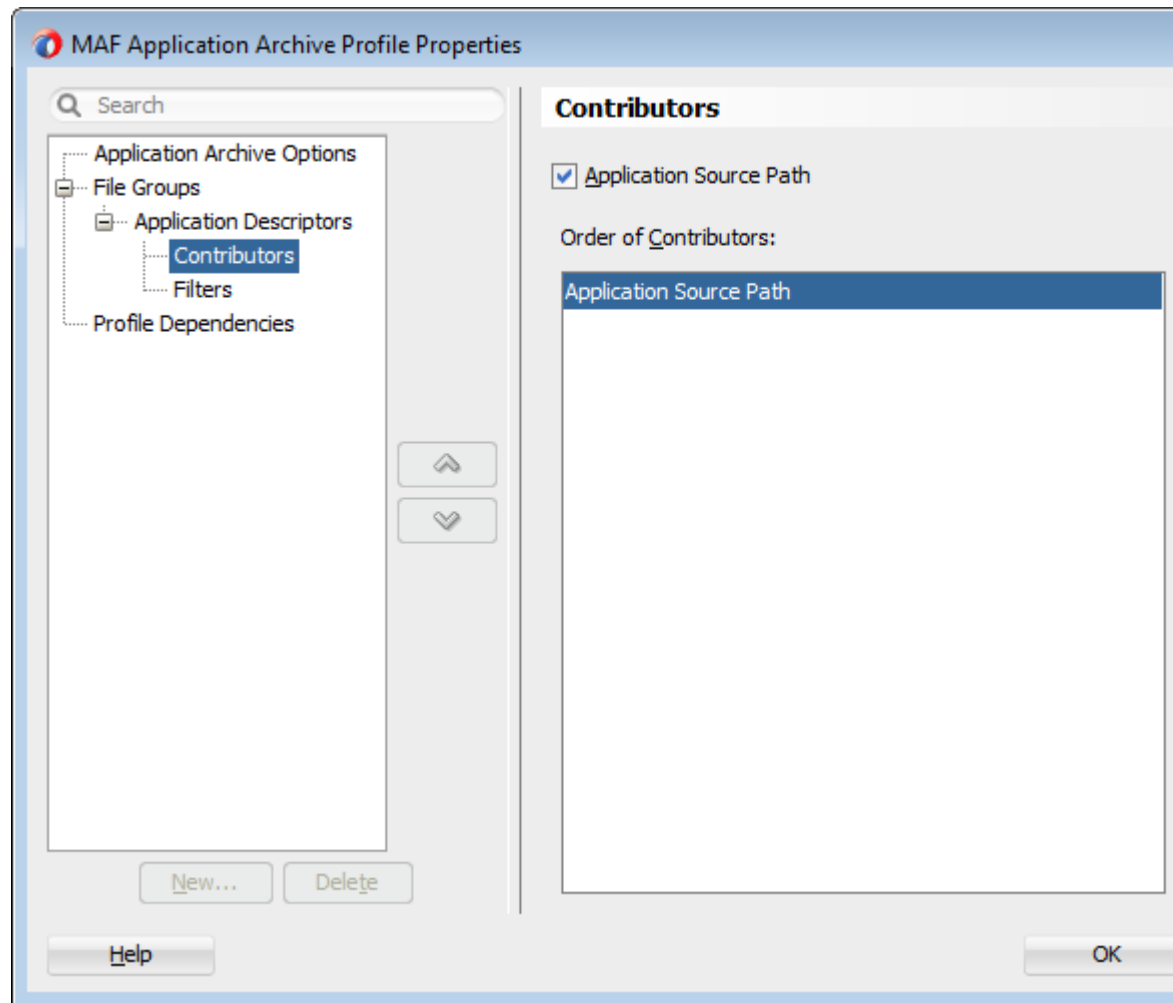 MAF Application Archive Profile Properties
Search
Application Archive Options
File Groups
Application Descriptors
Contributors
Filters
Profile Dependencies
New...
Delete
Help
Contributors
Application Source Path
Order of Contributors:
Application Source Path
OK